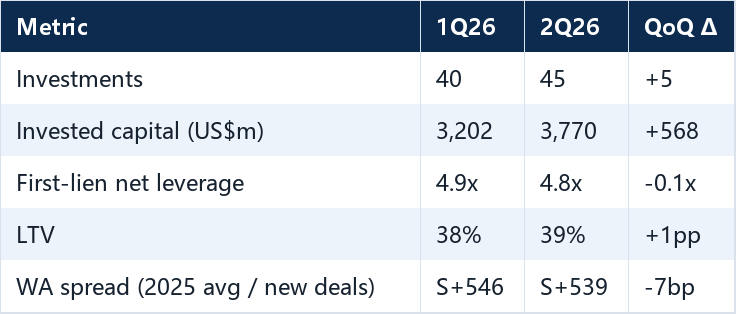 Metric 1Q26 2Q26 QoQ Δ
Investments 40 45 +5
Invested capital (US$m) 3,202 3,770 +568
First-lien net leverage 4.9x 4.8x -0.1x
LTV 38% 39% +1pp
WA spread (2025 avg / new deals) S+546 S+539 -7bp